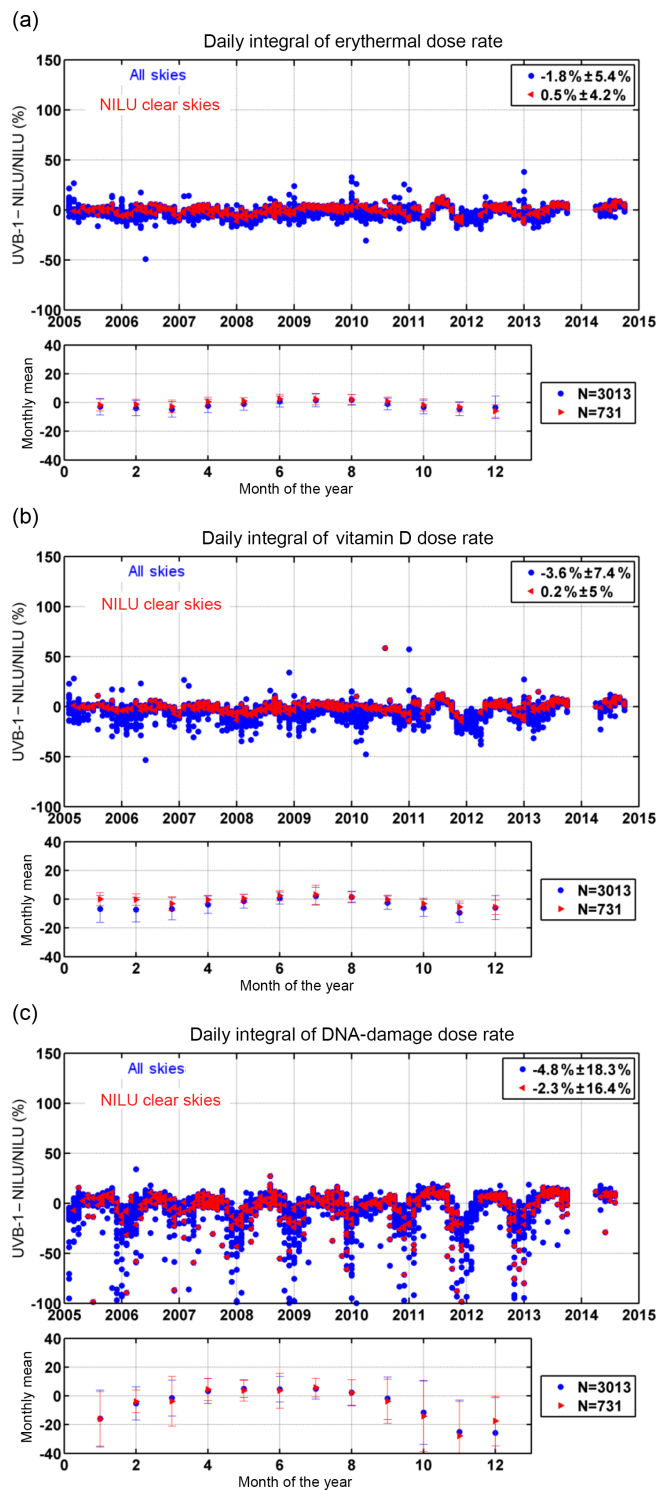 (a)
Daily integral of erythermal dose rate
All skies
NILU clear skies
-1.8%±5.4%
0.5%±4.2%
UVB-1 – NILU/NILU (%)
150
100
50
0
-50
-100
2005 2006 2007 2008 2009 2010 2011 2012 2013 2014 2015
Monthly mean
40
20
0
-20
-40
0 2 4 6 8 10 12
Month of the year
N=3013
N=731
(b)
Daily integral of vitamin D dose rate
All skies
NILU clear skies
-3.6%±7.4%
0.2%±5%
UVB-1 – NILU/NILU (%)
150
100
50
0
-50
-100
2005 2006 2007 2008 2009 2010 2011 2012 2013 2014 2015
Monthly mean
40
20
0
-20
-40
0 2 4 6 8 10 12
Month of the year
N=3013
N=731
(c)
Daily integral of DNA-damage dose rate
All skies
NILU clear skies
-4.8%±18.3%
-2.3%±16.4%
UVB-1 – NILU/NILU (%)
150
100
50
0
-50
-100
2005 2006 2007 2008 2009 2010 2011 2012 2013 2014 2015
Monthly mean
40
20
0
-20
-40
0 2 4 6 8 10 12
Month of the year
N=3013
N=731